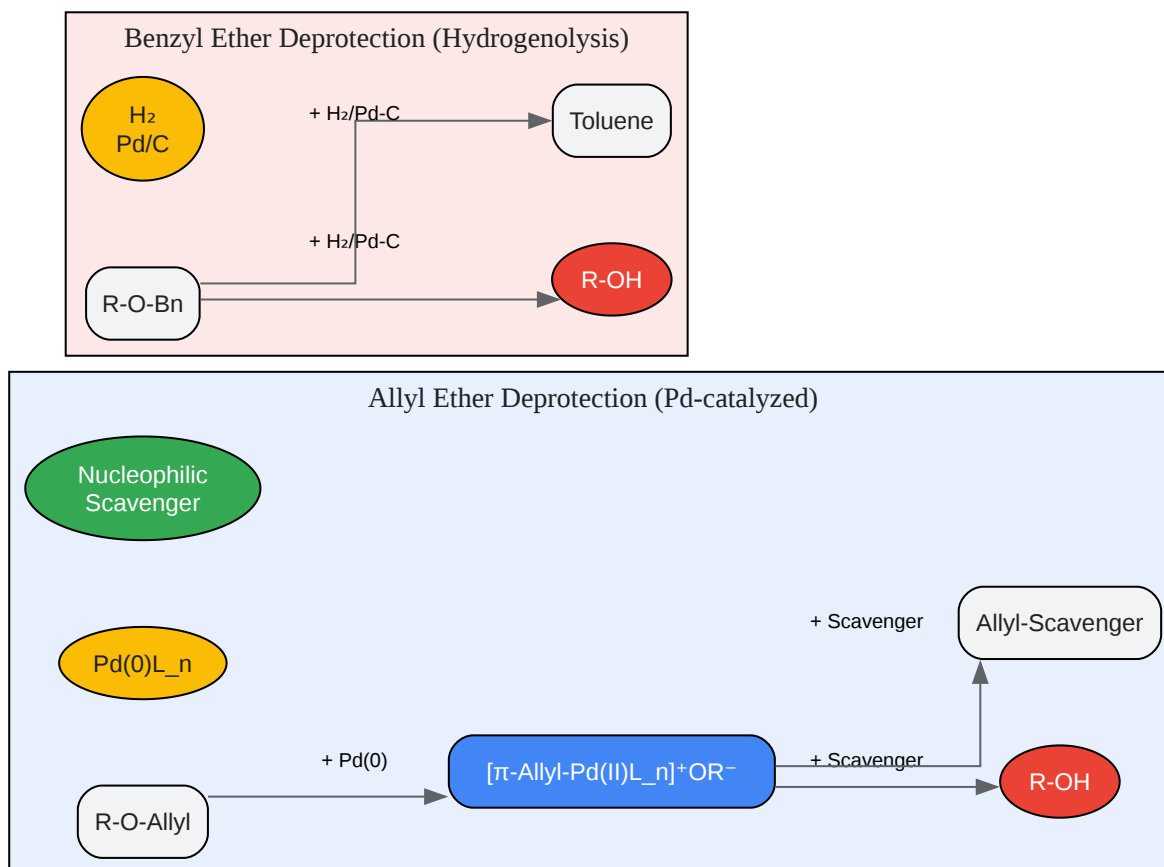 Benzyl Ether Deprotection (Hydrogenolysis)
H₂
Pd/C
+ H₂/Pd-C
Toluene
+ H₂/Pd-C
R-OH
R-O-Bn
Allyl Ether Deprotection (Pd-catalyzed)
Nucleophilic
Scavenger
+ Scavenger
Allyl-Scavenger
Pd(0)L_n
+ Pd(0)
[π-Allyl-Pd(II)L_n]⁺OR⁻
+ Scavenger
R-OH
R-O-Allyl